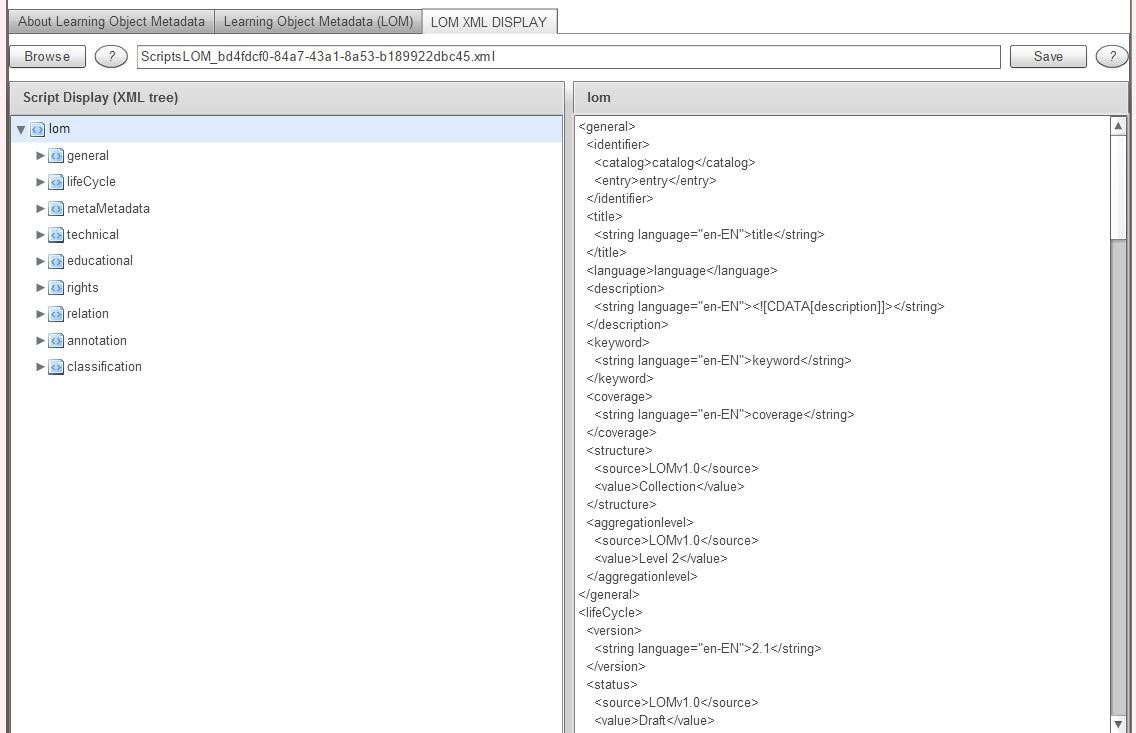 About Learning Object Metadata
Learning Object Metadata (LOM)
LOM XML DISPLAY
Browse
?
ScriptsLOM_bd4fdcf0-84a7-43a1-8a53-b189922dbc45.xml
Save
?
Script Display (XML tree)
lom
general
lifeCycle
metaMetadata
technical
educational
rights
relation
annotation
classification
lom
<general>
<identifier>
<catalog>catalog</catalog>
<entry>entry</entry>
</identifier>
<title>
<string language="en-EN">title</string>
</title>
<language>language</language>
<description>
<string language="en-EN"><![CDATA[description]]></string>
</description>
<keyword>
<string language="en-EN">keyword</string>
</keyword>
<coverage>
<string language="en-EN">coverage</string>
</coverage>
<structure>
<source>LOMv1.0</source>
<value>Collection</value>
</structure>
<aggregationlevel>
<source>LOMv1.0</source>
<value>Level 2</value>
</aggregationlevel>
</general>
<lifeCycle>
<version>
<string language="en-EN">2.1</string>
</version>
<status>
<source>LOMv1.0</source>
<value>Draft</value>